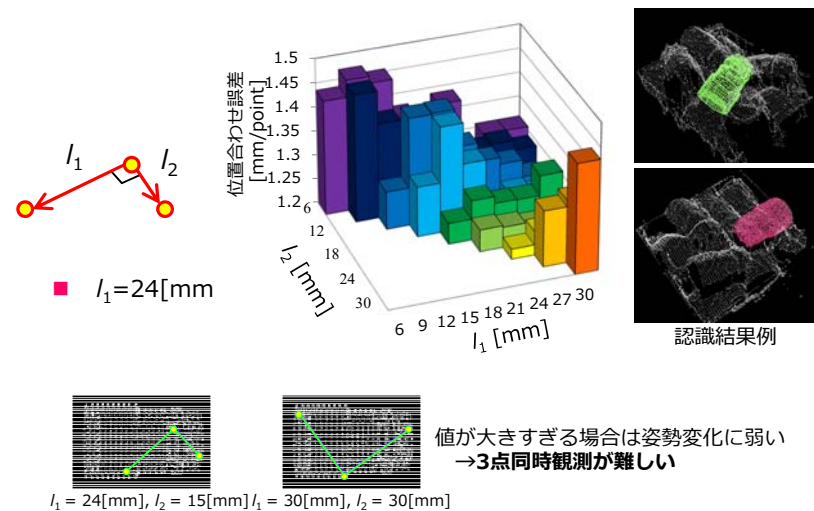 l₁
l₂
■ l₁=24[mm
位置合わせ誤差
[mm/point]
1.5
1.45
1.4
1.35
1.3
1.25
1.2
6
12
18
24
30
l₂ [mm]
6 9 12 15 18 21 24 27 30
l₁ [mm]
認識結果例
l₁ = 24[mm], l₂ = 15[mm]
l₁ = 30[mm], l₂ = 30[mm]
値が大きすぎる場合は姿勢変化に弱い
→3点同時観測が難しい